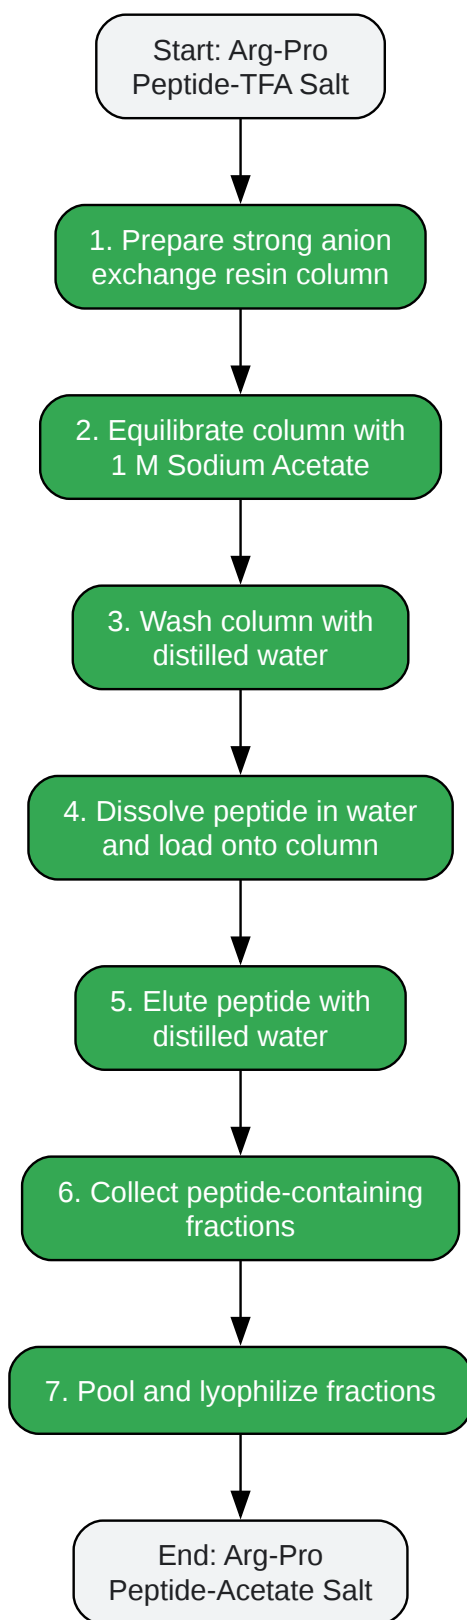 Start: Arg-Pro
Peptide-TFA Salt
1. Prepare strong anion
exchange resin column
2. Equilibrate column with
1 M Sodium Acetate
3. Wash column with
distilled water
4. Dissolve peptide in water
and load onto column
5. Elute peptide with
distilled water
6. Collect peptide-containing
fractions
7. Pool and lyophilize fractions
End: Arg-Pro
Peptide-Acetate Salt